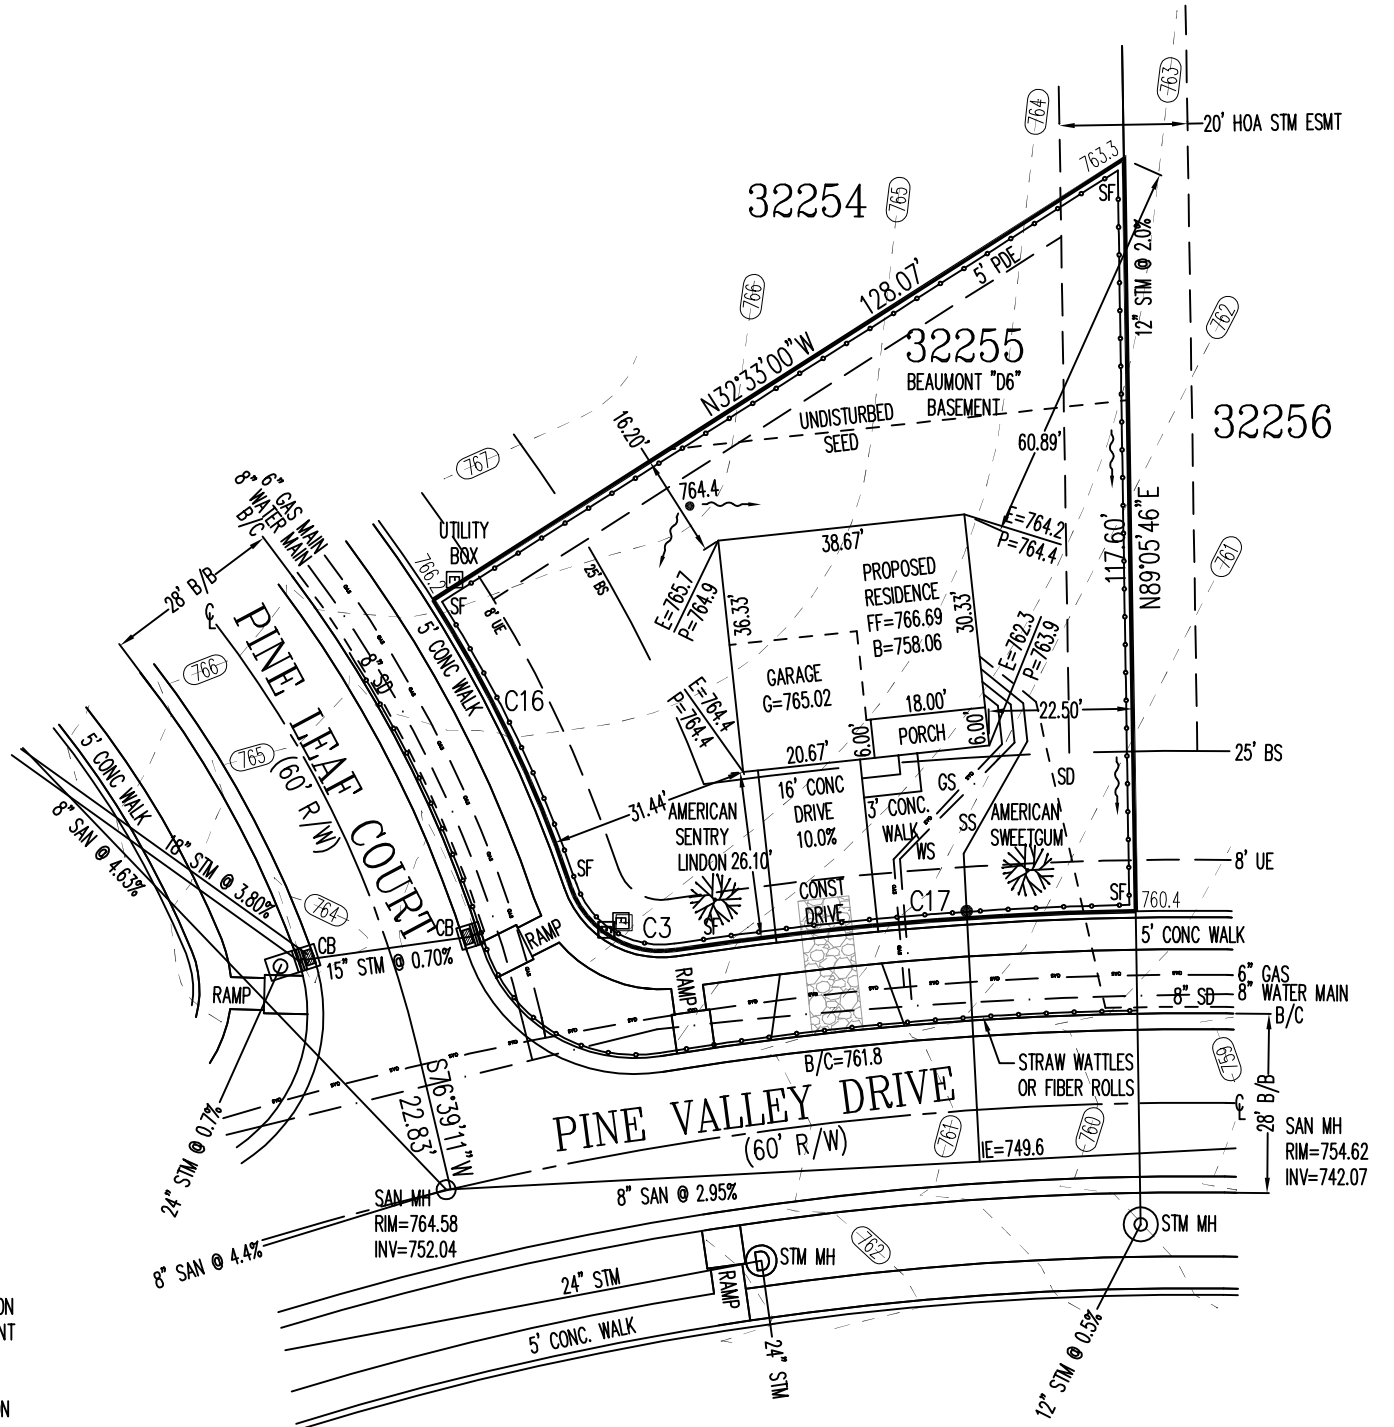 763
764
20' HOA STM ESMT
763.3
32254
765
SF
12" STM @ 2.0%
5' PDE
128.07'
766
762
N32°33'00"W
32255
BEAUMONT "D6"
BASEMENT
32256
UNDISTURBED
SEED
16.20'
60.89'
767
764.4
6" GAS MAIN
8" WATER MAIN
B/C
UTILITY
BOX
E
766.2
SF
8' UE
25' BS
38.67'
E=764.2
P=764.4
117.60'
N89°05'46"E
761
28' B/B
PROPOSED
RESIDENCE
FF=766.69
B=758.06
E=765.7
P=764.9
36.33'
30.33'
E=762.3
P=763.9
PINE LEAF COURT
(60' R/W)
5' CONC WALK
8" SD
C16
766
GARAGE
G=765.02
E=764.4
P=764.4
18.00'
PORCH
6.00'
6.00'
22.50'
20.67'
765
5' CONC WALK
25' BS
16' CONC
DRIVE
10.0%
3' CONC.
WALK
GS
SD
SS
WS
31.44'
AMERICAN
SENTRY
LINDON
26.10'
AMERICAN
SWEETGUM
8" SAN @ 4.63%
18" STM @ 3.80%
SF
8' UE
764
CONST
DRIVE
C17
SF
760.4
C3
SF
E
CB
CB
RAMP
15" STM @ 0.70%
5' CONC WALK
RAMP
RAMP
6" GAS
8" WATER MAIN
8" SD
B/C
STRAW WATTLES
OR FIBER ROLLS
B/C=761.8
759
S76°39'11"W
22.83'
PINE VALLEY DRIVE
(60' R/W)
761
760
28' B/B
24" STM @ 0.7%
IE=749.6
SAN MH
RIM=754.62
INV=742.07
SAN MH
RIM=764.58
INV=752.04
8" SAN @ 2.95%
8" SAN @ 4.4%
STM MH
STM MH
762
24" STM
RAMP
5' CONC. WALK
24" STM
12" STM @ 0.5%
ON
NT
ON